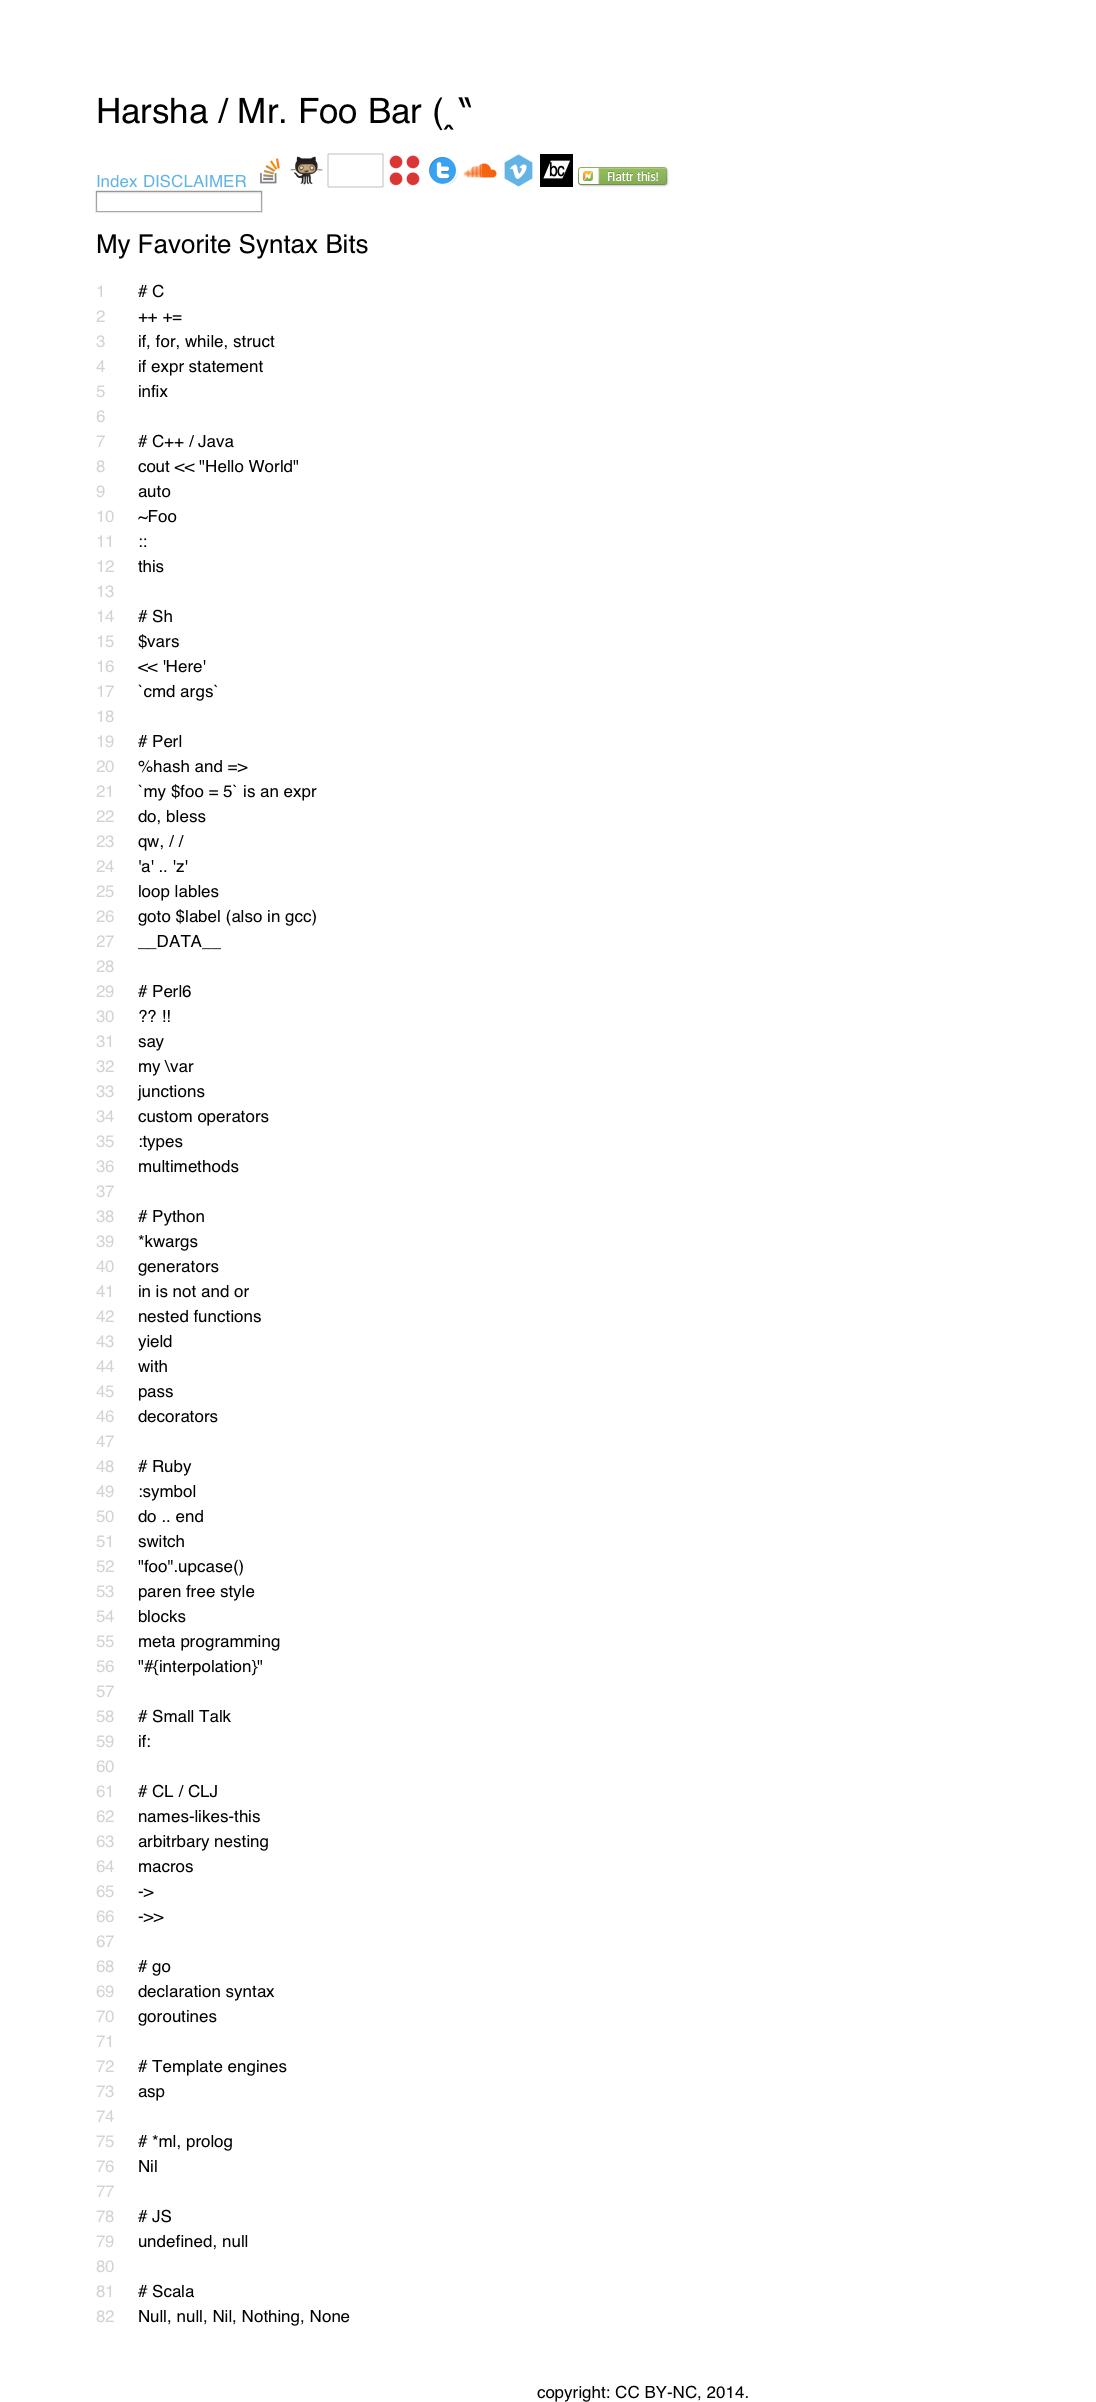 Harsha / Mr. Foo Bar (‸‶
Index DISCLAIMER bc Flattr this!
My Favorite Syntax Bits
1 # C
2 ++ +=
3 if, for, while, struct
4 if expr statement
5 infix
6
7 # C++ / Java
8 cout << "Hello World"
9 auto
10 ~Foo
11 ::
12 this
13
14 # Sh
15 $vars
16 << 'Here'
17 `cmd args`
18
19 # Perl
20 %hash and =>
21 `my $foo = 5` is an expr
22 do, bless
23 qw, / /
24 'a' .. 'z'
25 loop lables
26 goto $label (also in gcc)
27 __DATA__
28
29 # Perl6
30 ?? !!
31 say
32 my \var
33 junctions
34 custom operators
35 :types
36 multimethods
37
38 # Python
39 *kwargs
40 generators
41 in is not and or
42 nested functions
43 yield
44 with
45 pass
46 decorators
47
48 # Ruby
49 :symbol
50 do .. end
51 switch
52 "foo".upcase()
53 paren free style
54 blocks
55 meta programming
56 "#{interpolation}"
57
58 # Small Talk
59 if:
60
61 # CL / CLJ
62 names-likes-this
63 arbitrbary nesting
64 macros
65 ->
66 ->>
67
68 # go
69 declaration syntax
70 goroutines
71
72 # Template engines
73 asp
74
75 # *ml, prolog
76 Nil
77
78 # JS
79 undefined, null
80
81 # Scala
82 Null, null, Nil, Nothing, None
copyright: CC BY-NC, 2014.